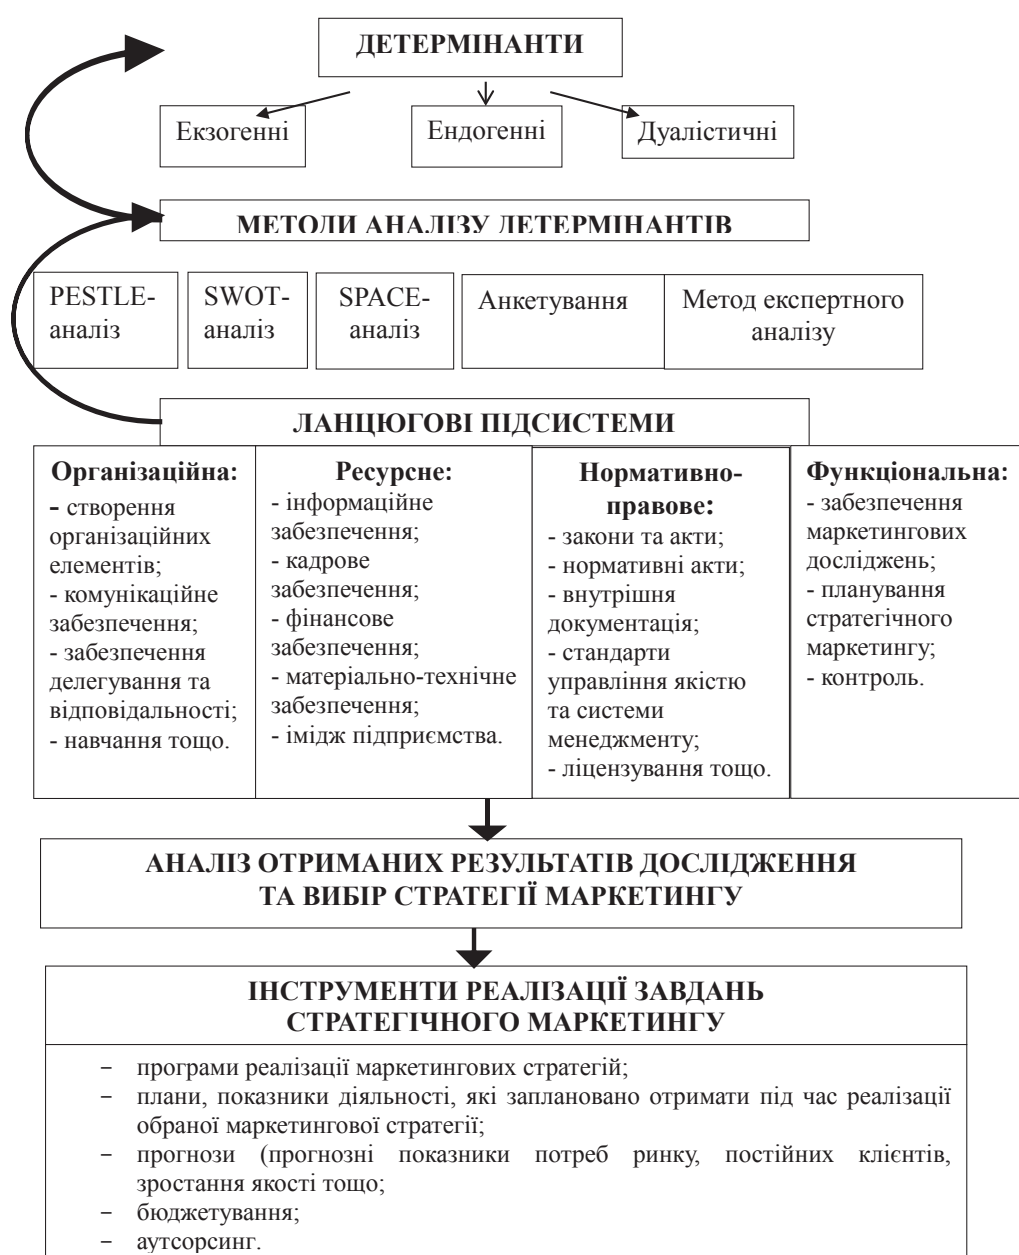 ДЕТЕРМІНАНТИ
Екзогенні
Ендогенні
Дуалістичні
МЕТОДИ АНАЛІЗУ ДЕТЕРМІНАНТІВ
PESTLE-
аналіз
SWOT-
аналіз
SPACE-
аналіз
Анкетування
Метод експертного
аналізу
ЛАНЦЮГОВІ ПІДСИСТЕМИ
Організаційна:
- створення
організаційних
елементів;
- комунікаційне
забезпечення;
- забезпечення
делегування та
відповідальності;
- навчання тощо.
Ресурсне:
- інформаційне
забезпечення;
- кадрове
забезпечення;
- фінансове
забезпечення;
- матеріально-технічне
забезпечення;
- імідж підприємства.
Нормативно-
правове:
- закони та акти;
- нормативні акти;
- внутрішня
документація;
- стандарти
управління якістю
та системи
менеджменту;
- ліцензування тощо.
Функціональна:
- забезпечення
маркетингових
досліджень;
- планування
стратегічного
маркетингу;
- контроль.
АНАЛІЗ ОТРИМАНИХ РЕЗУЛЬТАТІВ ДОСЛІДЖЕННЯ
ТА ВИБІР СТРАТЕГІЇ МАРКЕТИНГУ
ІНСТРУМЕНТИ РЕАЛІЗАЦІЇ ЗАВДАНЬ
СТРАТЕГІЧНОГО МАРКЕТИНГУ
− програми реалізації маркетингових стратегій;
− плани, показники діяльності, які заплановано отримати під час реалізації
обраної маркетингової стратегії;
− прогнози (прогнозні показники потреб ринку, постійних клієнтів,
зростання якості тощо;
− бюджетування;
− аутсорсинг.